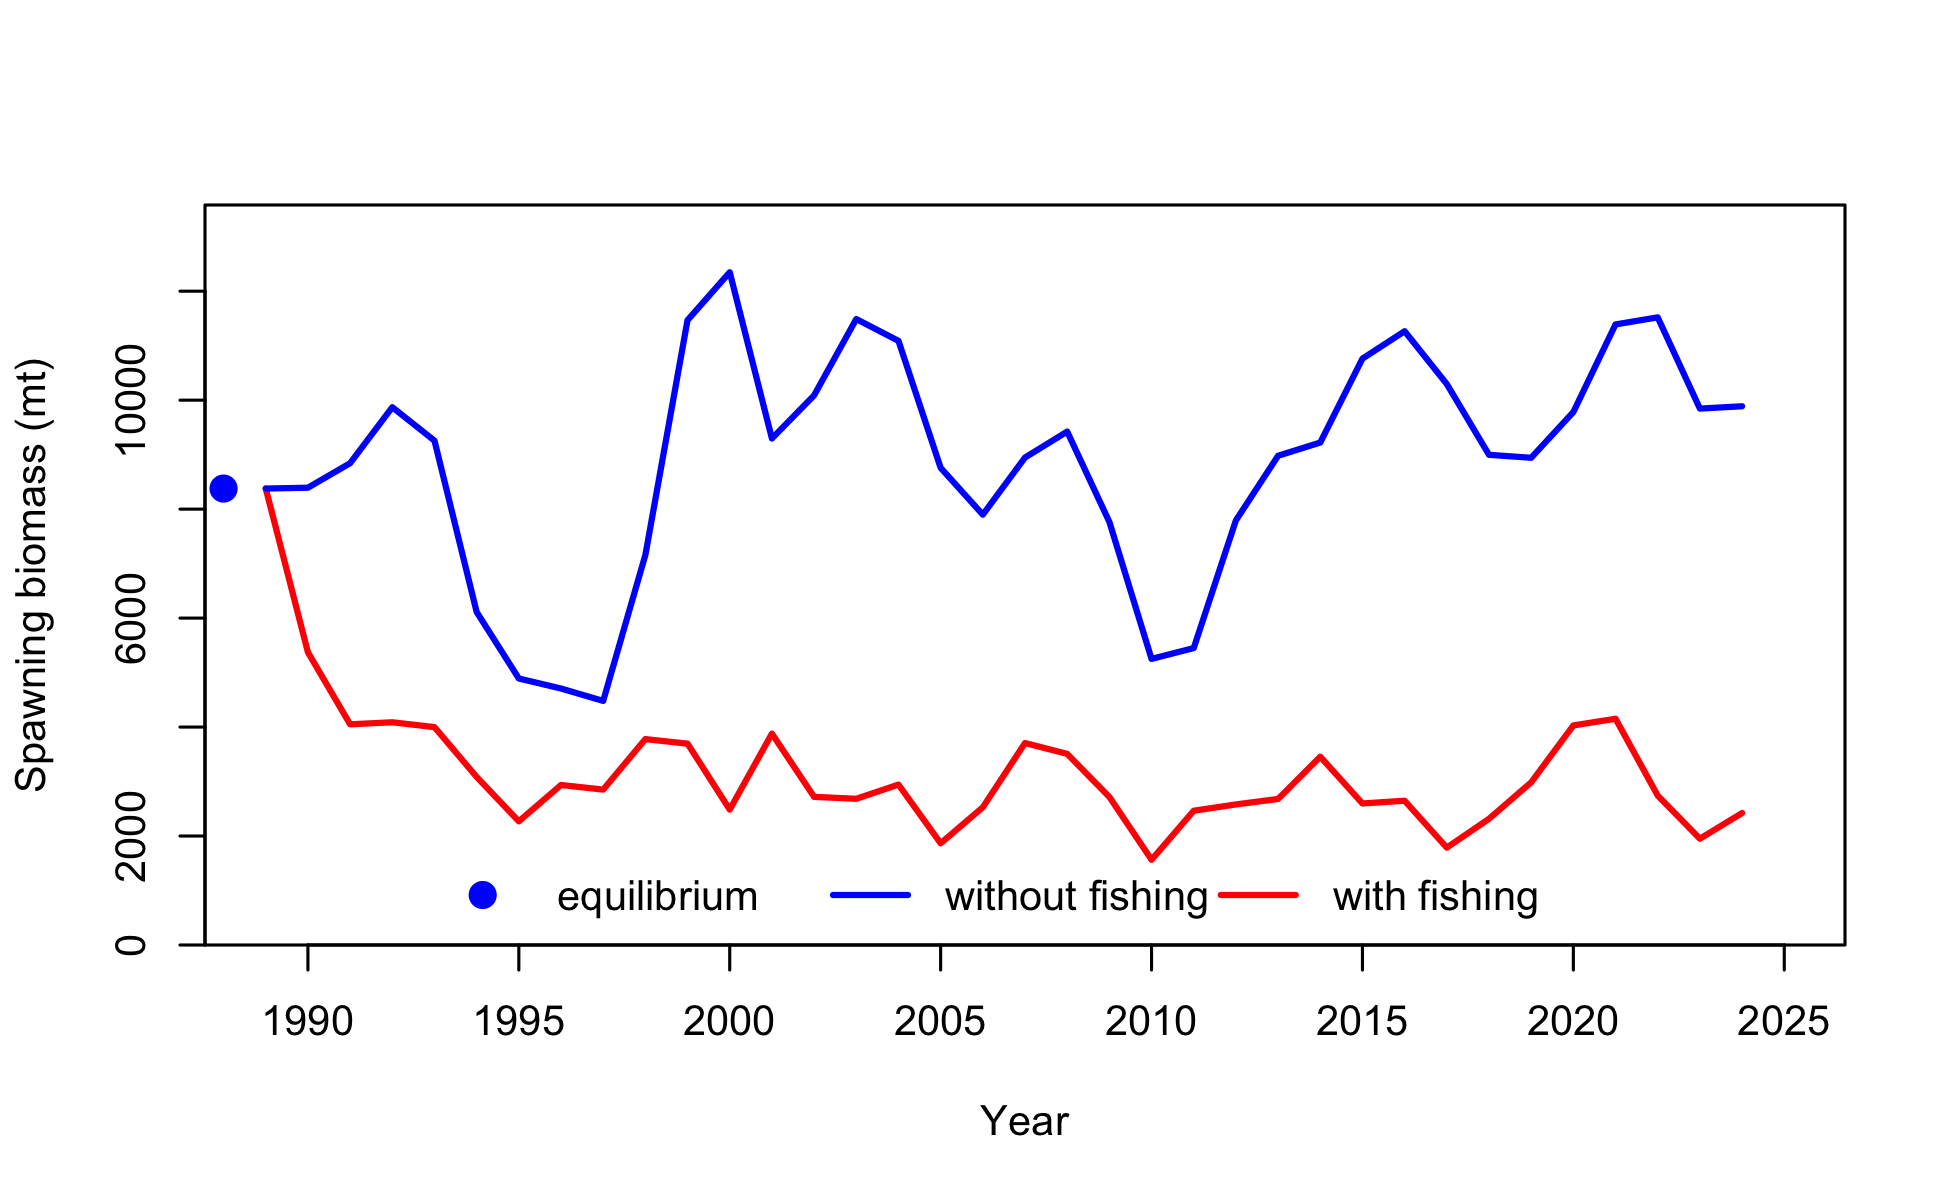 Spawning biomass (mt)
10000
6000
2000
0
equilibrium without fishing with fishing
1990 1995 2000 2005 2010 2015 2020 2025
Year